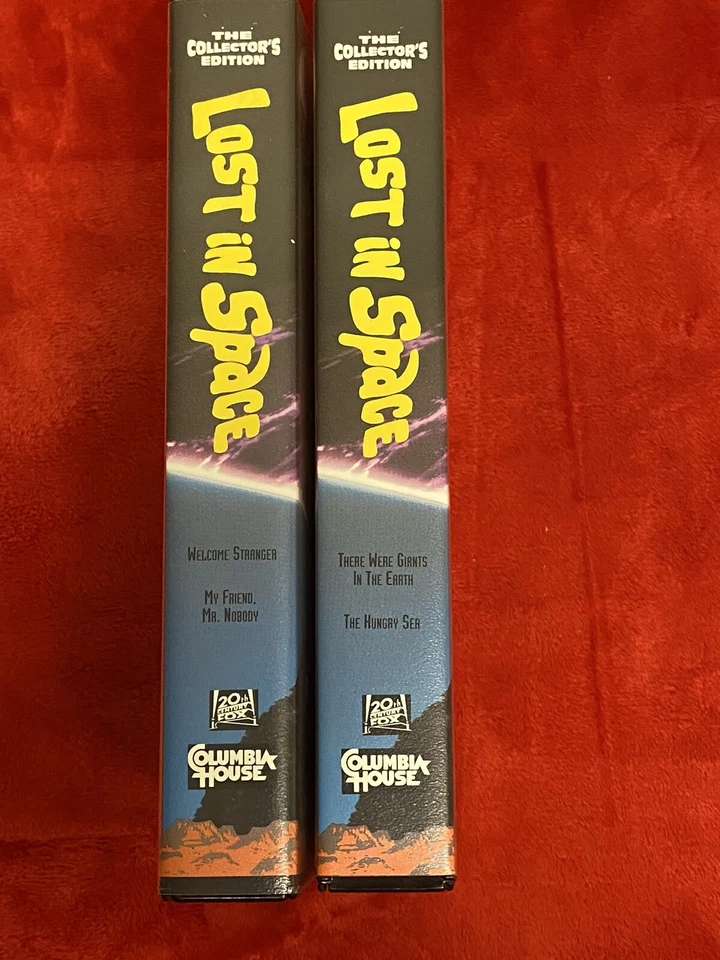 THE
COLLECTOR'S
EDITION
LOST iN SPACE
WELCOME STRANGER
MY FRIEND,
MR. NOBODY
20th
CENTURY
FOX
COLUMBIA
HOUSE
THE
COLLECTOR'S
EDITION
LOST iN SPACE
THERE WERE GIANTS
IN THE EARTH
THE HUNGRY SEA
20th
CENTURY
FOX
COLUMBIA
HOUSE